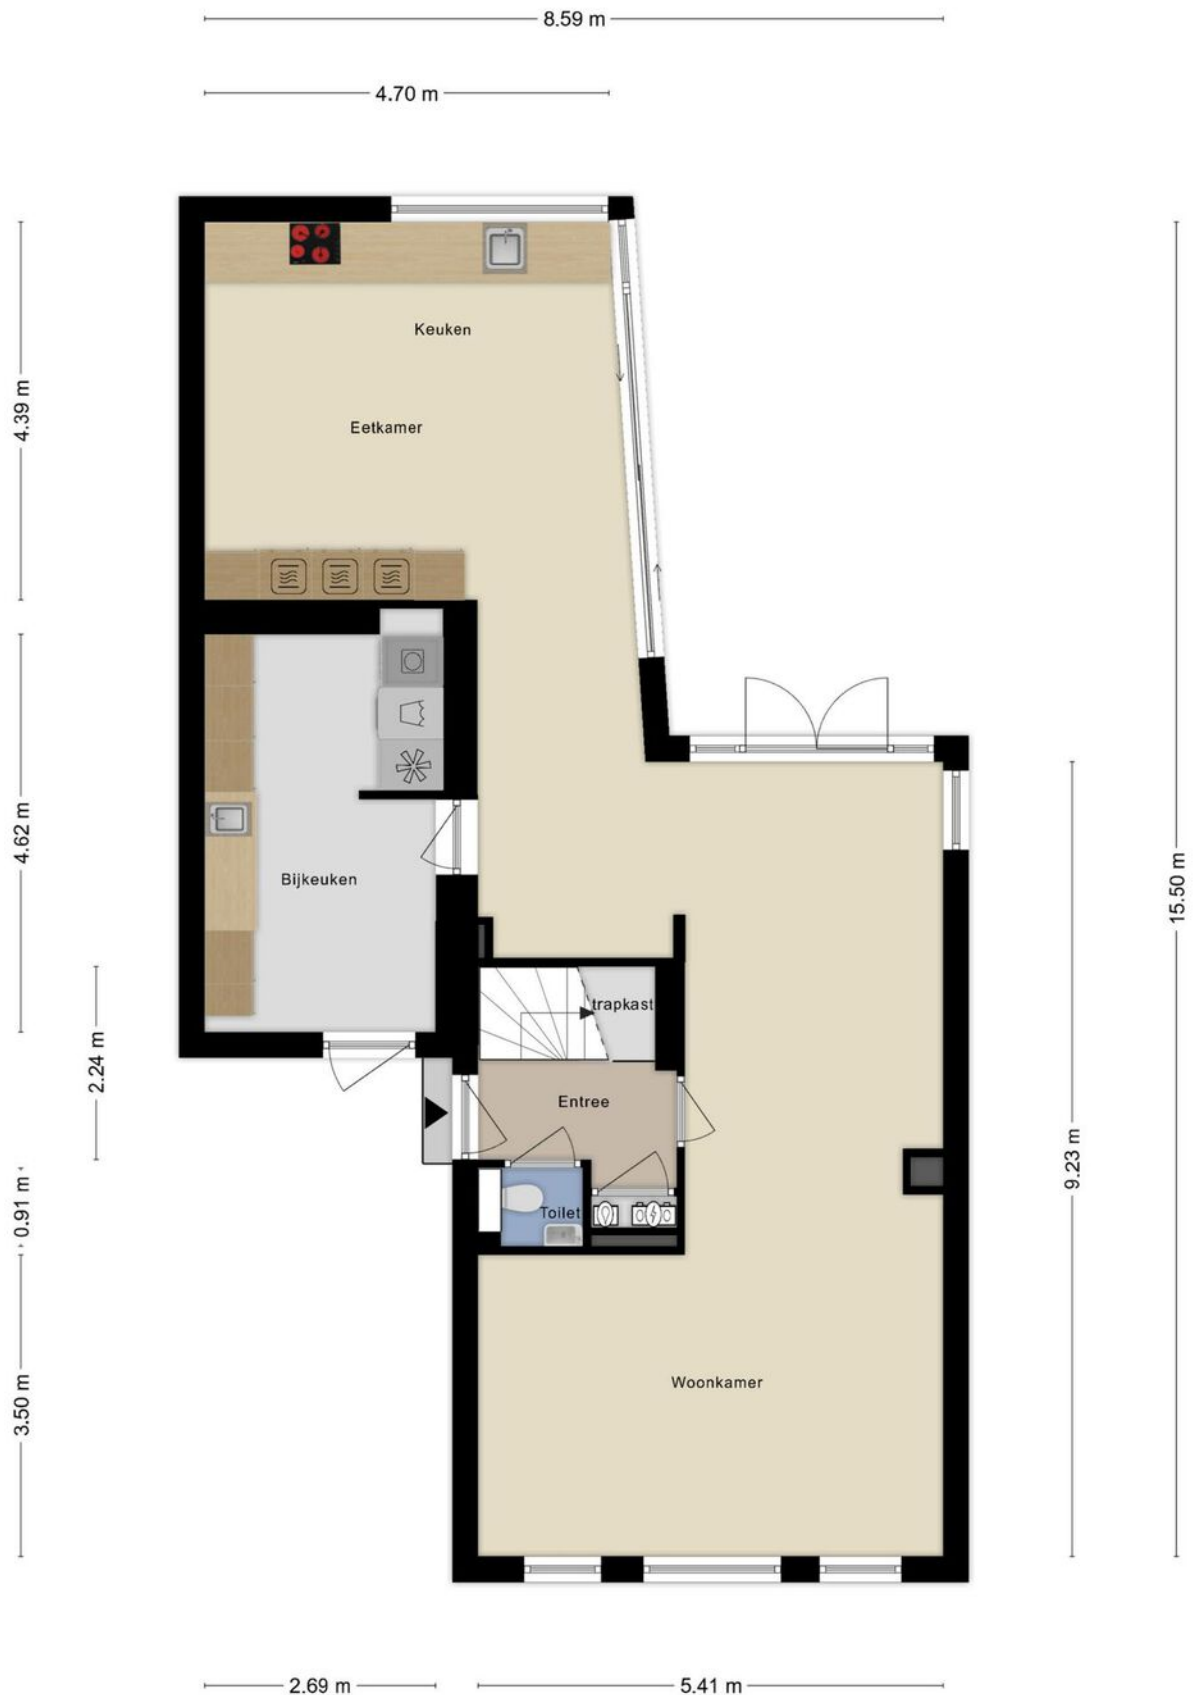 8.59 m
4.70 m
Keuken
4.39 m
Eetkamer
4.62 m
Bijkeuken
15.50 m
trapkast
2.24 m
Entree
9.23 m
0.91 m
Toilet
3.50 m
Woonkamer
2.69 m
5.41 m